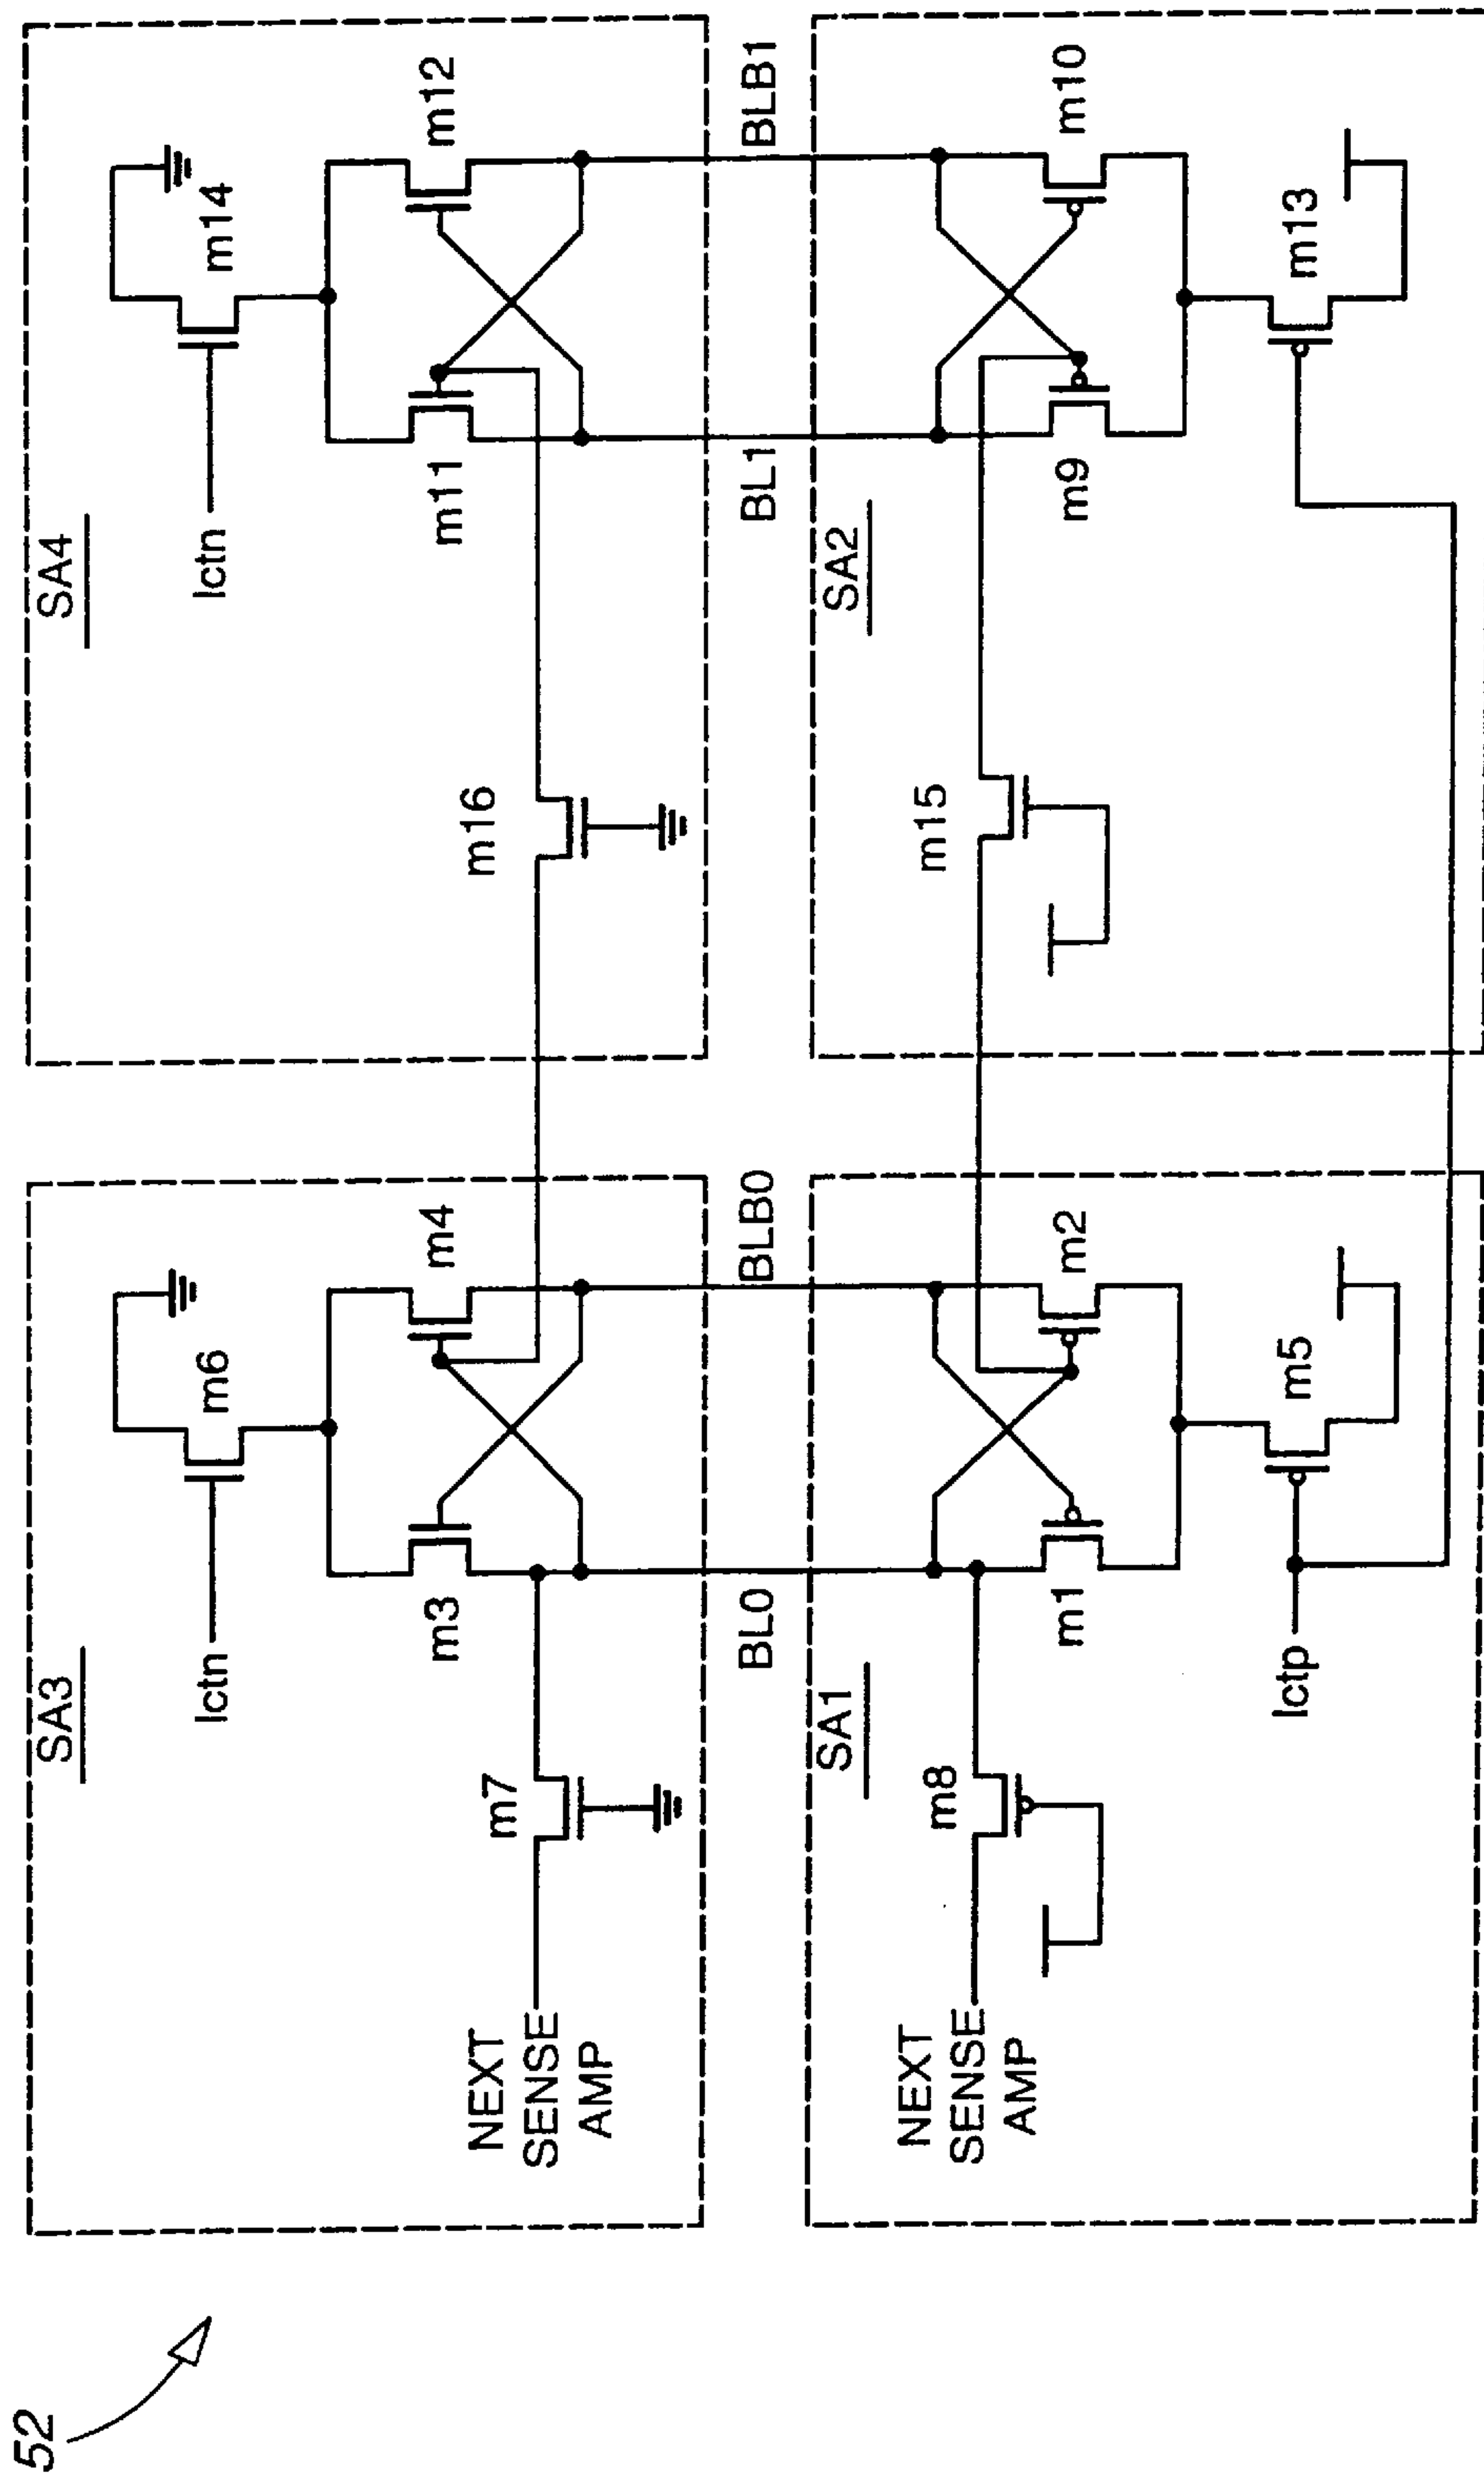 52
SA3
lctn
m6
m3
m4
m7
NEXT
SENSE
AMP
SA4
lctn
m14
m11
m12
m16
BL0
BLB0
BL1
BLB1
SA1
m8
NEXT
SENSE
AMP
m1
m2
lctp
m5
SA2
m15
m9
m10
m13